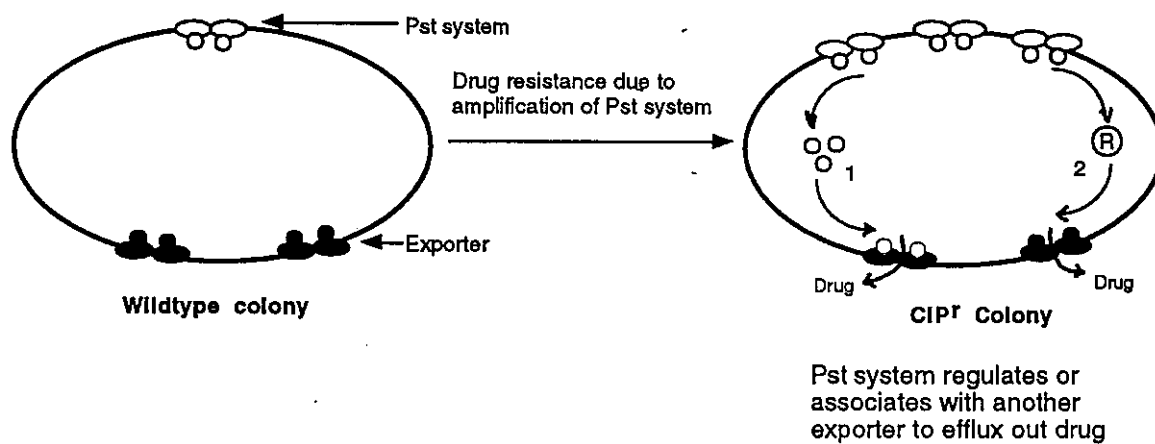 Pst system
Drug resistance due to
amplification of Pst system
R
1
2
Exporter
Drug
Drug
Wildtype colony
CIPr Colony
Pst system regulates or
associates with another
exporter to efflux out drug